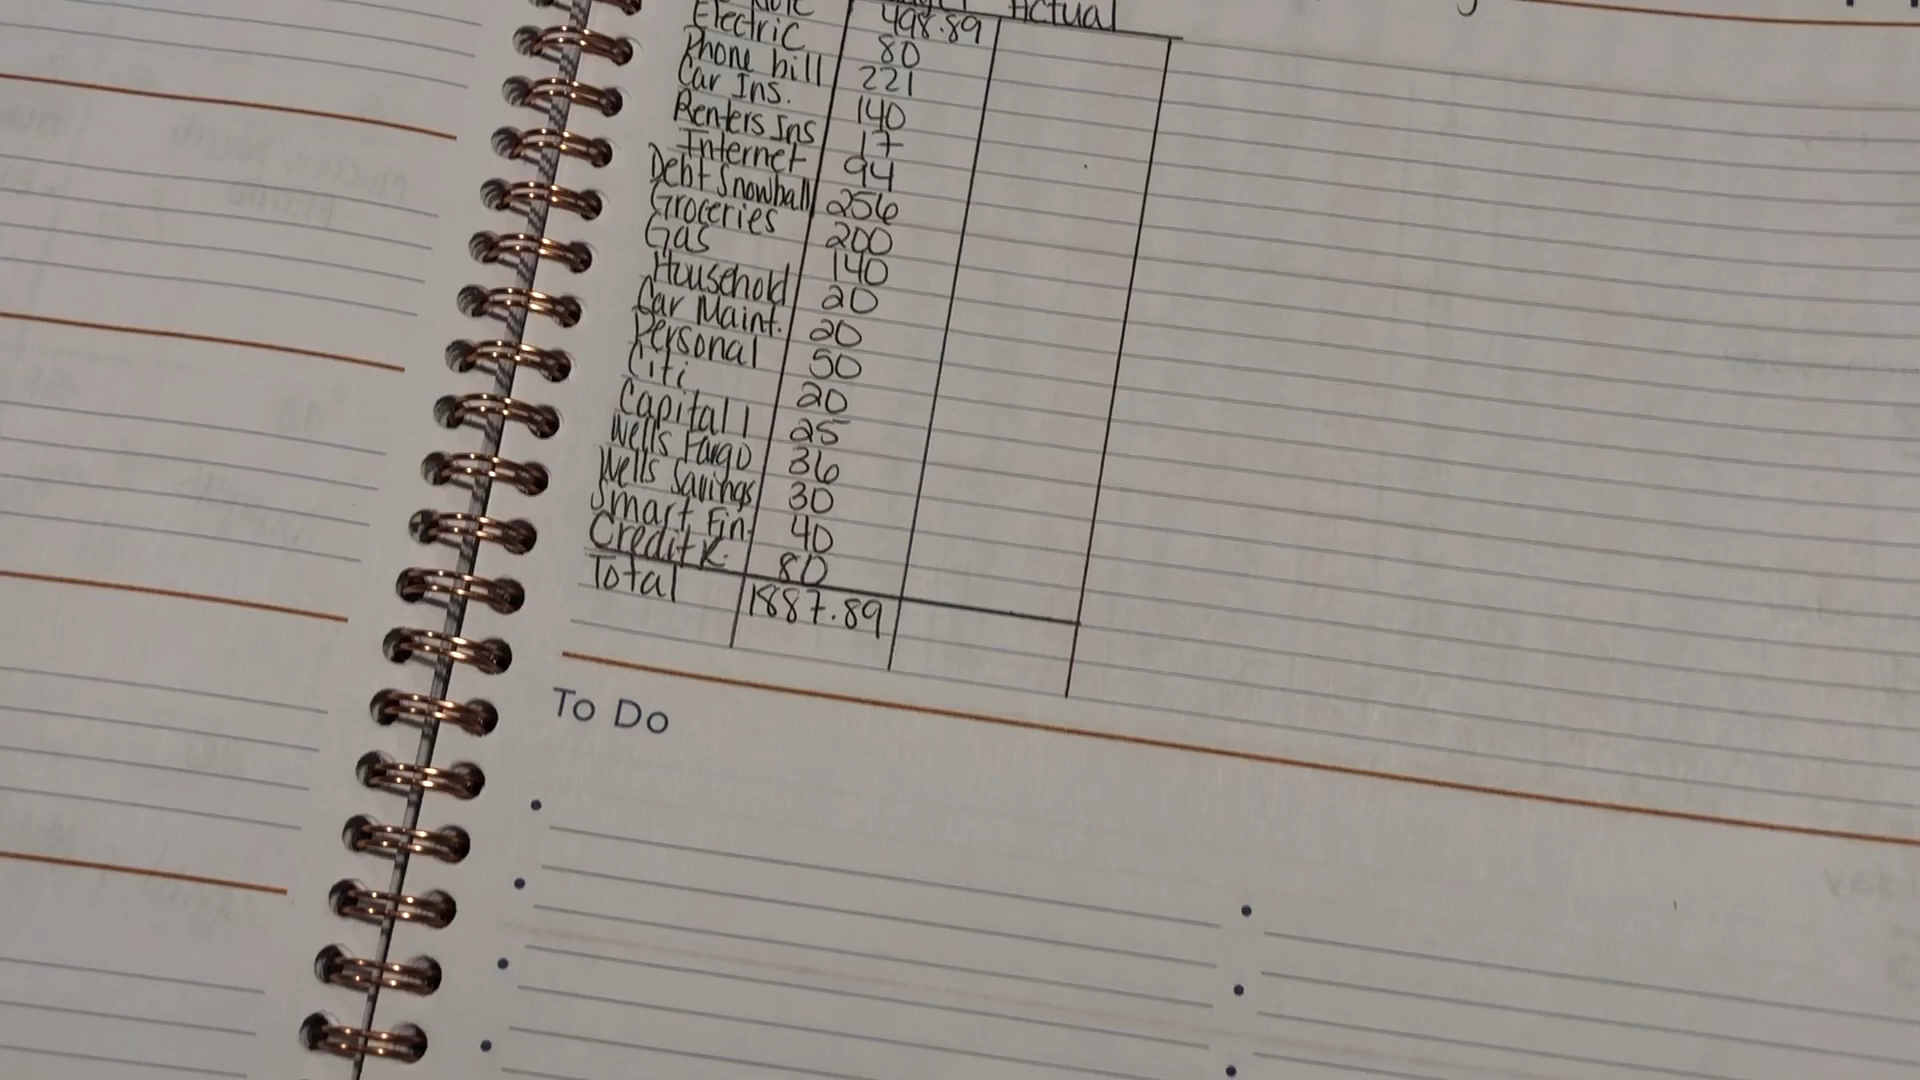 Actual
498.89
Electric 80
Phone bill 221
Car Ins. 140
Renters Ins 17
Internet 94
Debt Snowball 256
Groceries 200
Gas 140
Household 20
Car Maint. 20
Personal 50
Citi 20
Capital 1 25
Wells Fargo 36
Wells Savings 30
Smart Fin. 40
Credit K. 80
Total 1887.89
To Do